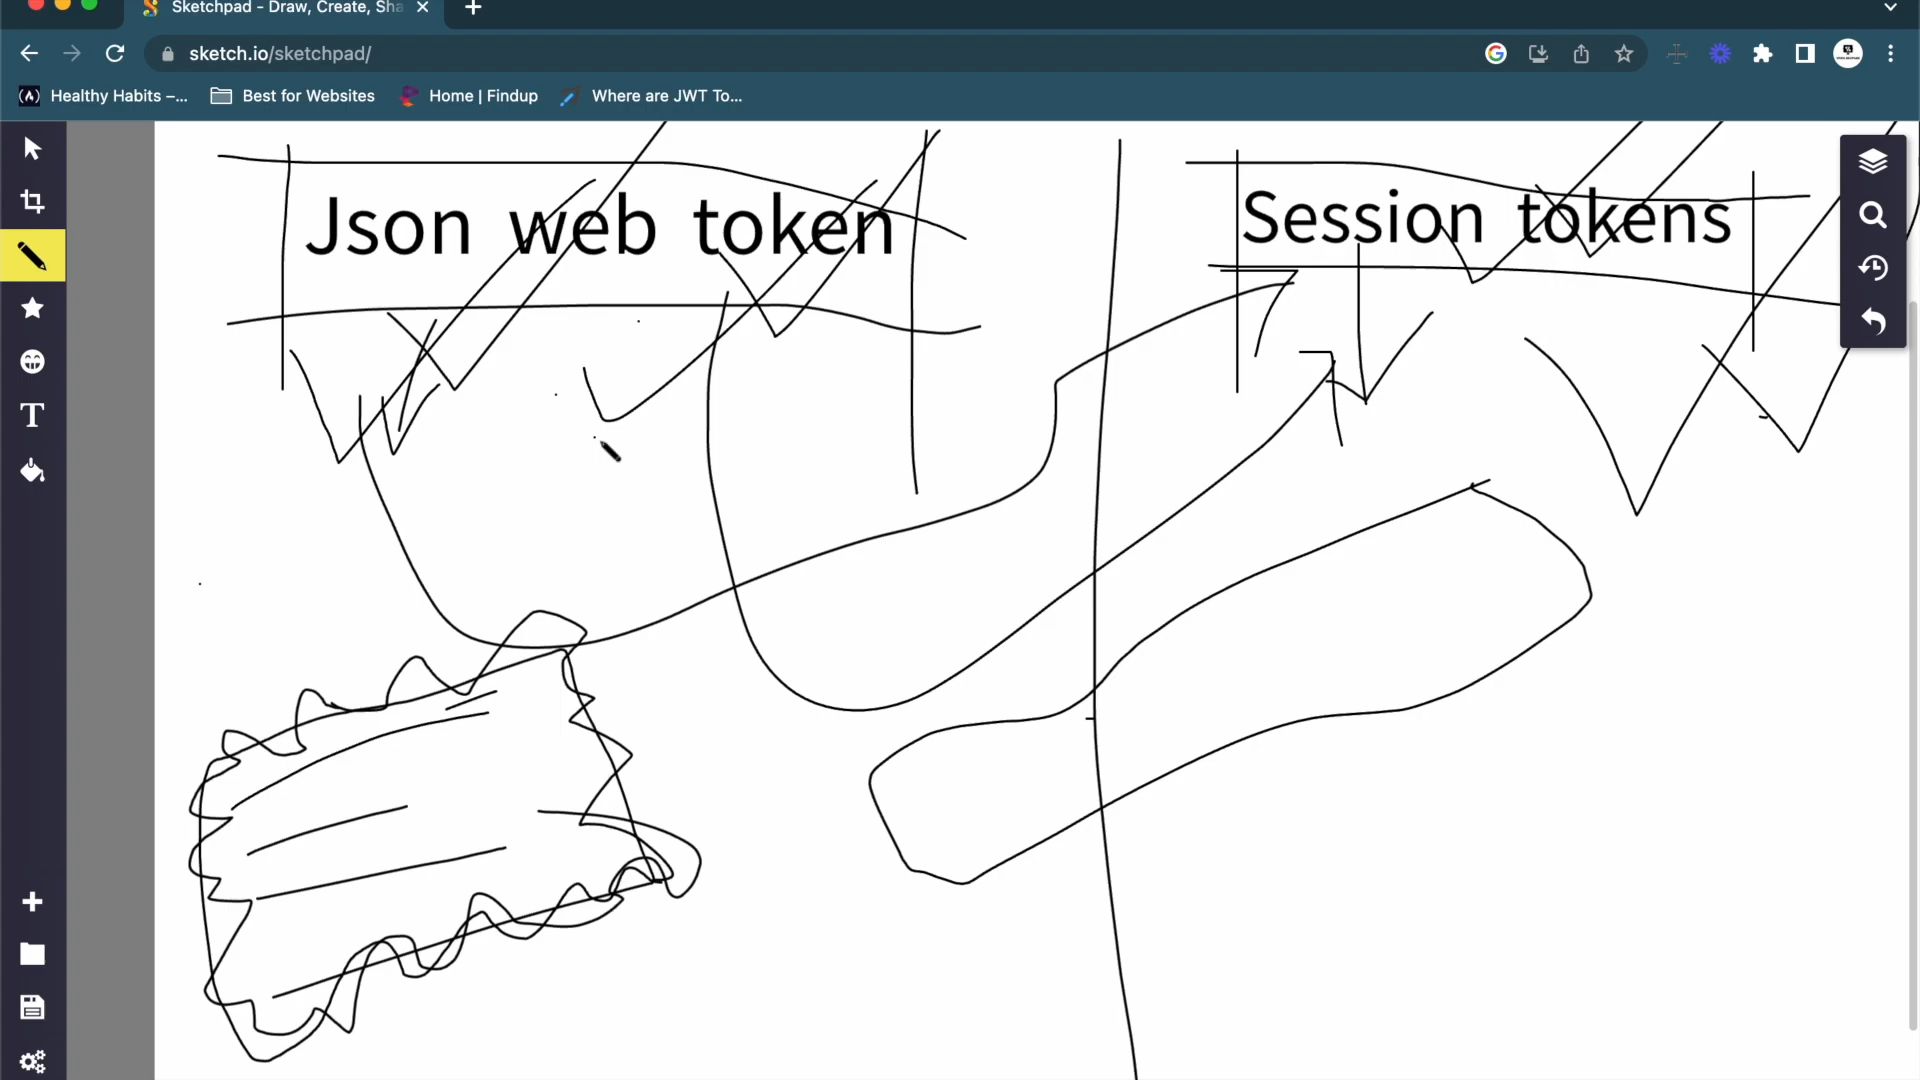 Sketchpad - Draw, Create, Sha
sketch.io/sketchpad/
Healthy Habits –... Best for Websites Home | Findup Where are JWT To...
Json web token Session tokens
T